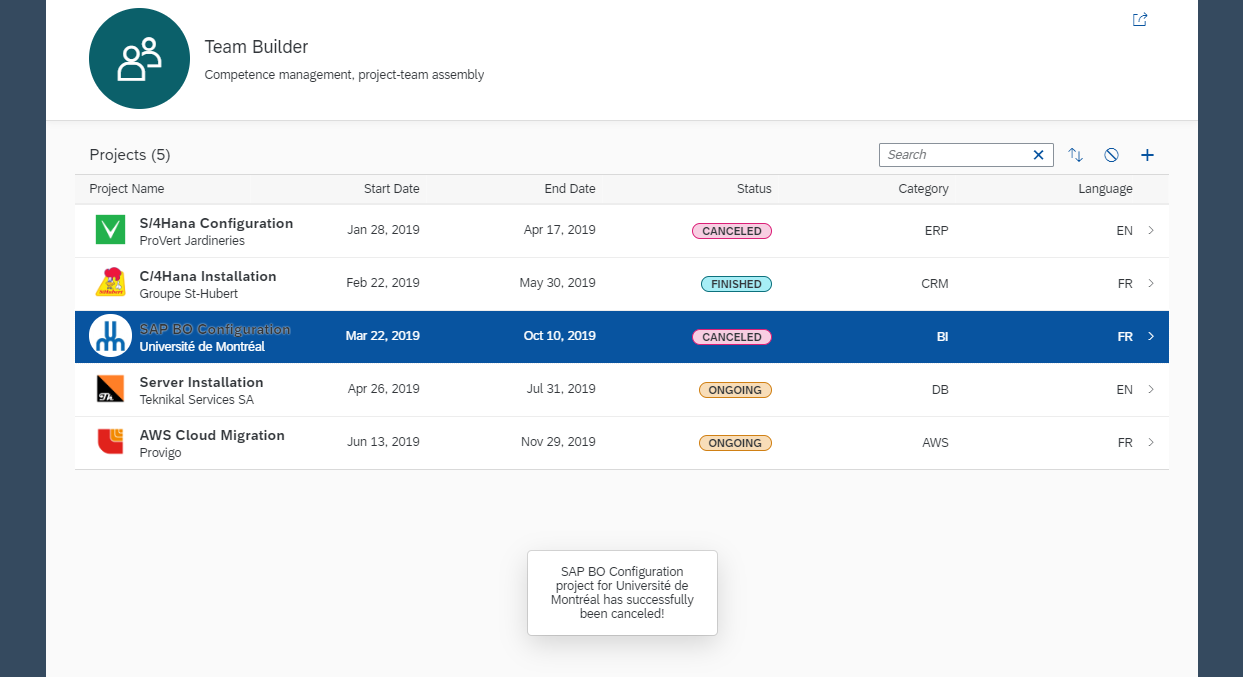 Team Builder
Competence management, project-team assembly
Projects (5)
Search
Project Name Start Date End Date Status Category Language
S/4Hana Configuration
ProVert Jardineries
Jan 28, 2019 Apr 17, 2019 CANCELED ERP EN
C/4Hana Installation
Groupe St-Hubert
Feb 22, 2019 May 30, 2019 FINISHED CRM FR
SAP BO Configuration
Université de Montréal
Mar 22, 2019 Oct 10, 2019 CANCELED BI FR
Server Installation
Teknikal Services SA
Apr 26, 2019 Jul 31, 2019 ONGOING DB EN
Th
AWS Cloud Migration
Provigo
Jun 13, 2019 Nov 29, 2019 ONGOING AWS FR
SAP BO Configuration
project for Université de
Montréal has successfully
been canceled!